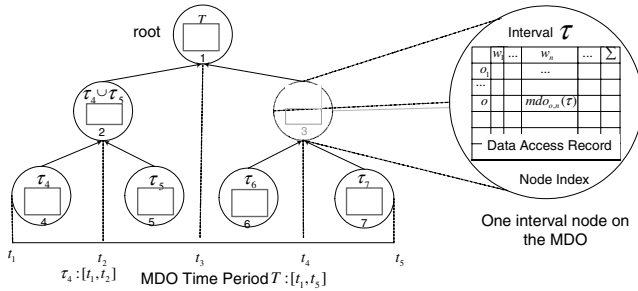 root
T
1
τ₄∪τ₅
2
3
τ₄
4
τ₅
5
τ₆
6
τ₇
7
t₁
t₂
t₃
t₄
t₅
τ₄:[t₁,t₂]
MDO Time Period T:[t₁,t₅]
Interval τ
w₁ ... wₙ ... Σ
o₁ ...
...
o mdoₒ,ₙ(τ)
Data Access Record
Node Index
One interval node on
the MDO